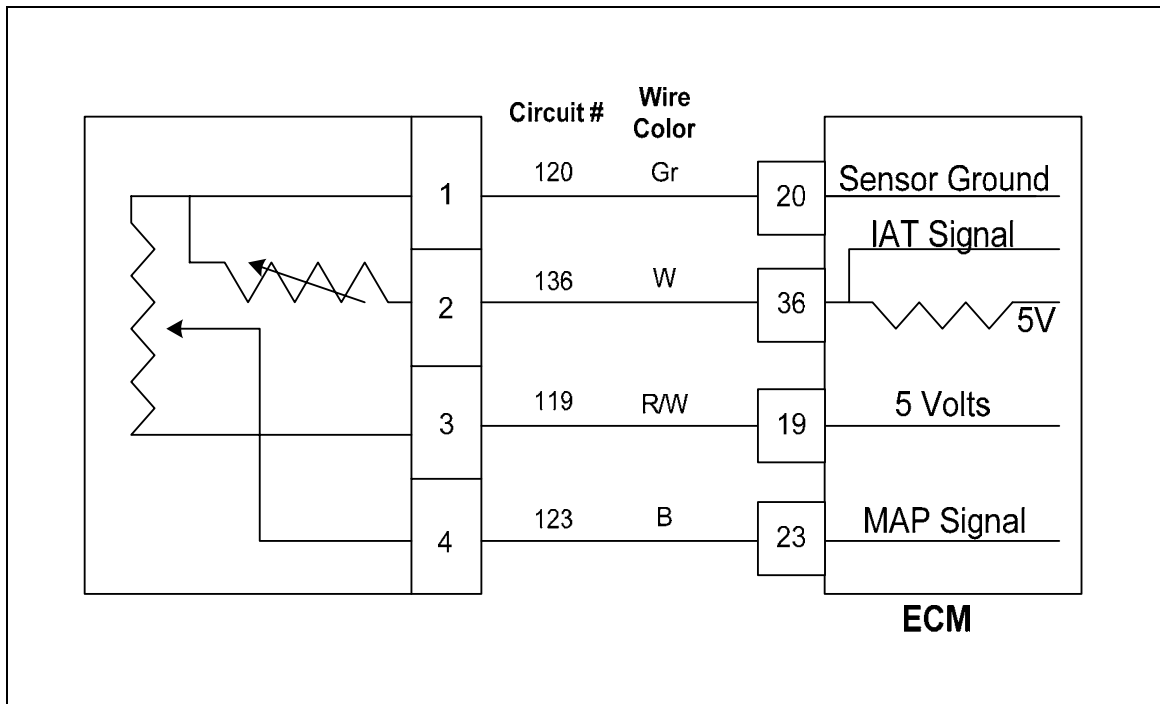 Circuit #
Wire
Color
1
120
Gr
20
Sensor Ground
IAT Signal
2
136
W
36
5V
3
119
R/W
19
5 Volts
4
123
B
23
MAP Signal
ECM